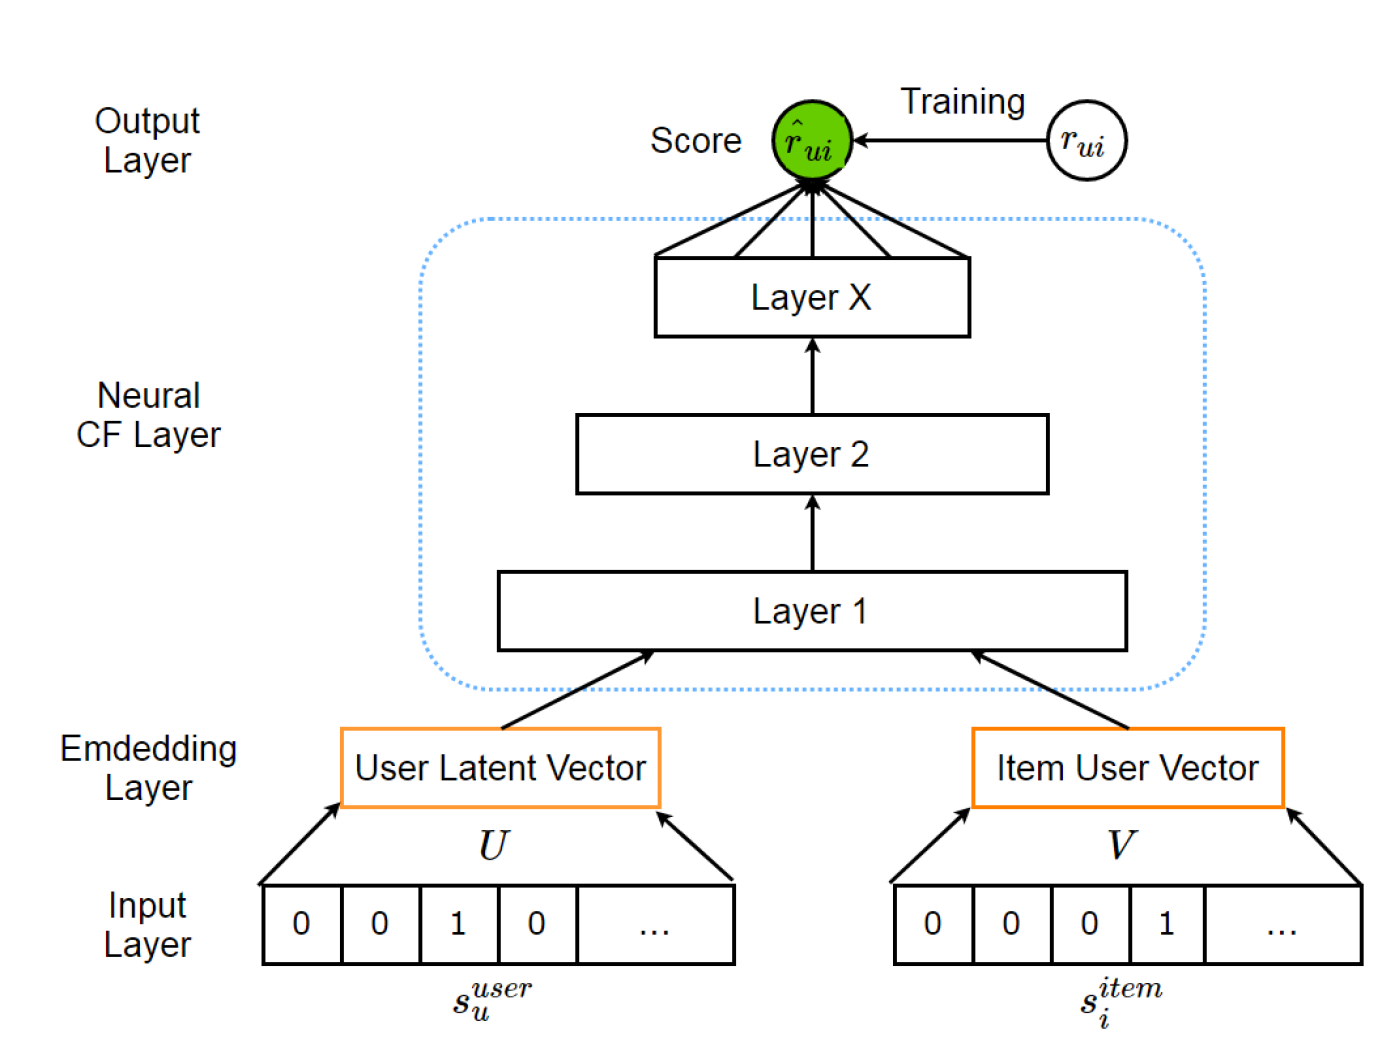 Output
Layer
Score
r̂ui
Training
rui
Layer X
Neural
CF Layer
Layer 2
Layer 1
Emdedding
Layer
User Latent Vector
Item User Vector
U
V
Input
Layer
0 0 1 0 ...
0 0 0 1 ...
s_u^user
s_i^item